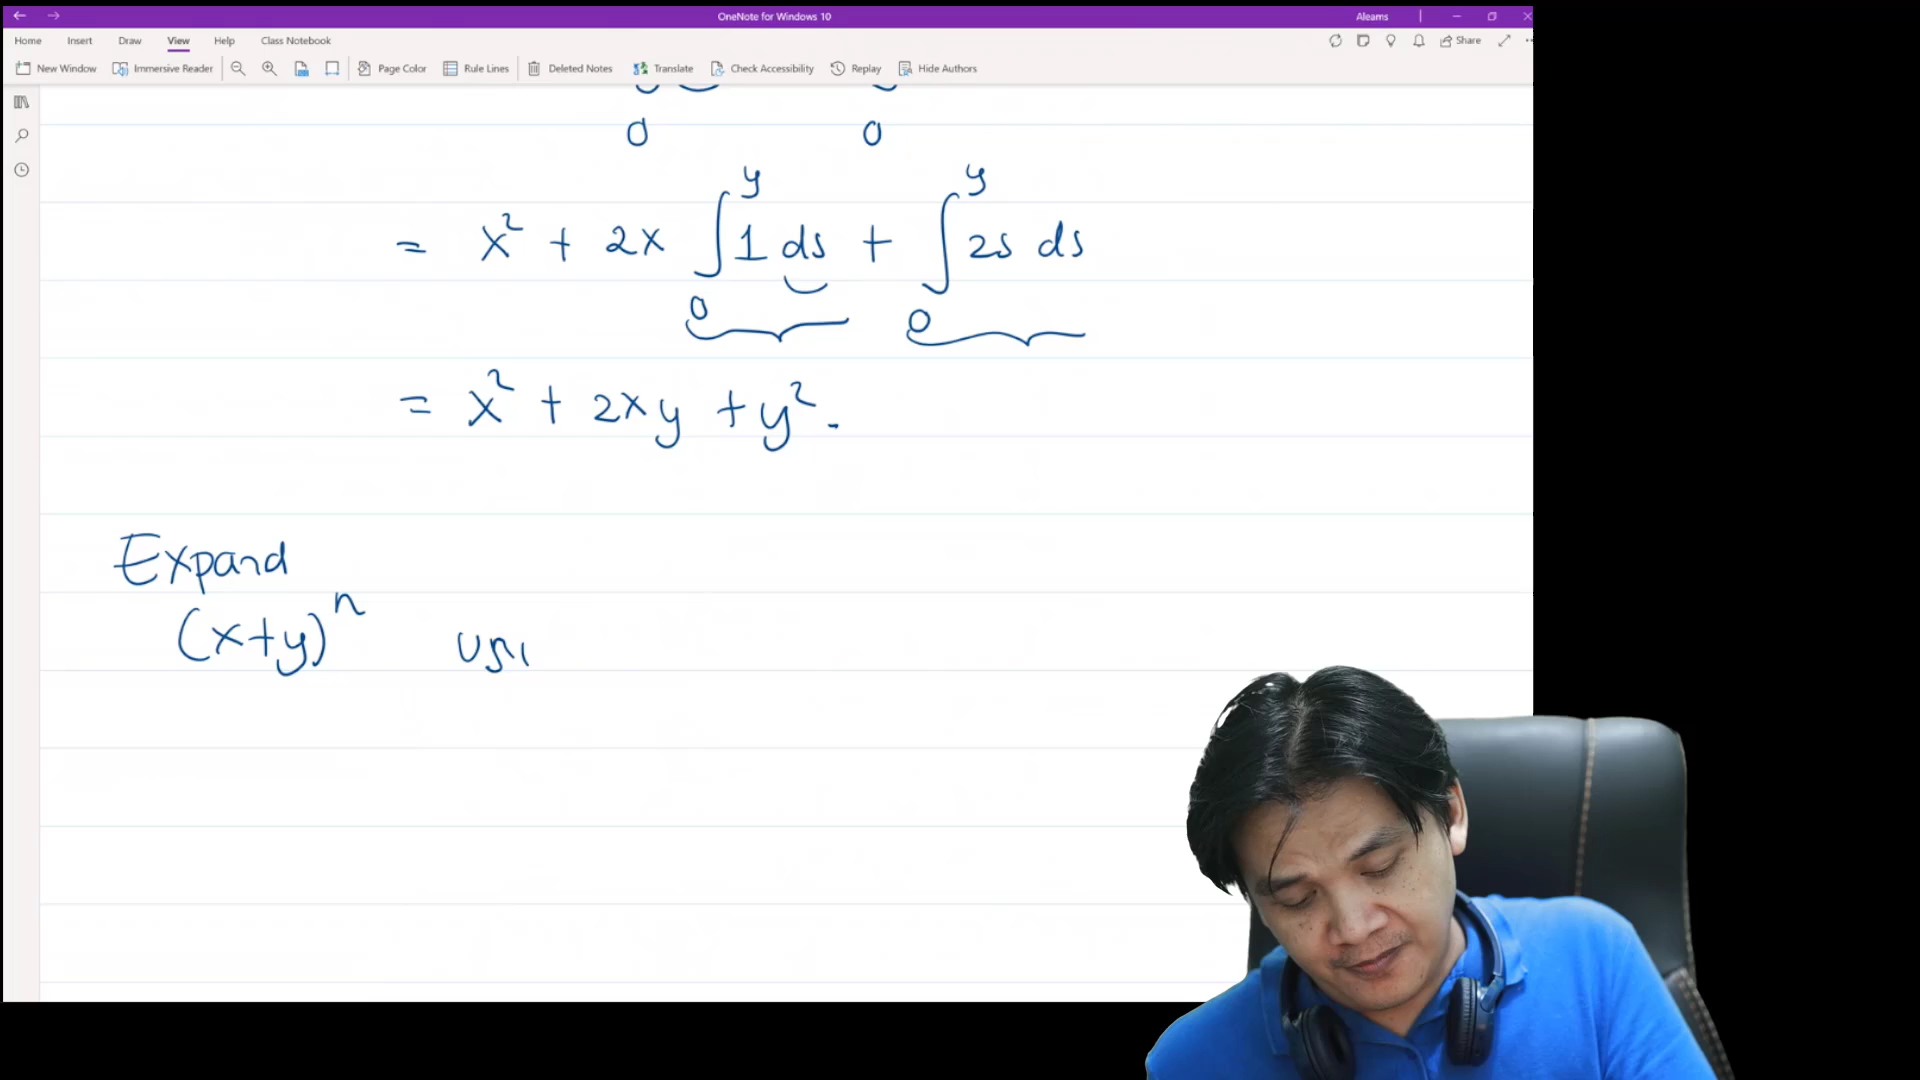 OneNote for Windows 10
Aleams
Home Insert Draw View Help Class Notebook
Share
New Window Immersive Reader Page Color Rule Lines Deleted Notes Translate Check Accessibility Replay Hide Authors
0 0
= x² + 2x ∫₀ʸ 1 ds + ∫₀ʸ 2s ds
= x² + 2xy + y².
Expand
(x+y)ⁿ usi